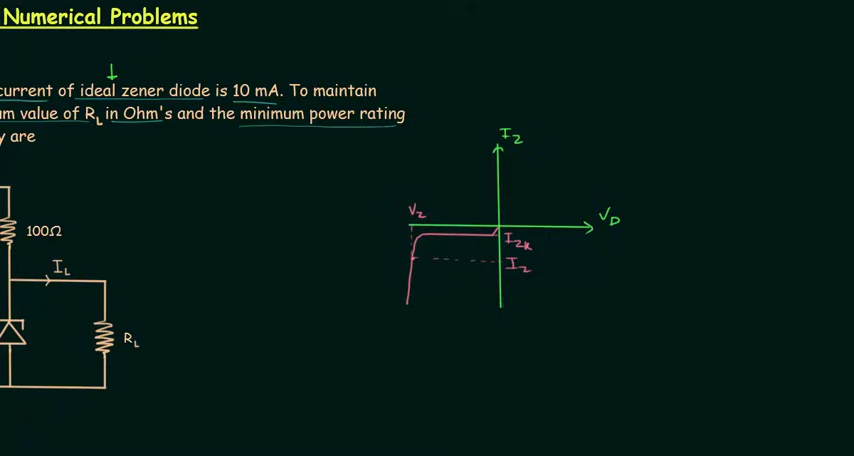 Numerical Problems
current of ideal zener diode is 10 mA. To maintain
um value of RL in Ohm's and the minimum power rating
y are
100Ω
IL
RL
IZ
VD
VZ
IZK
IZ